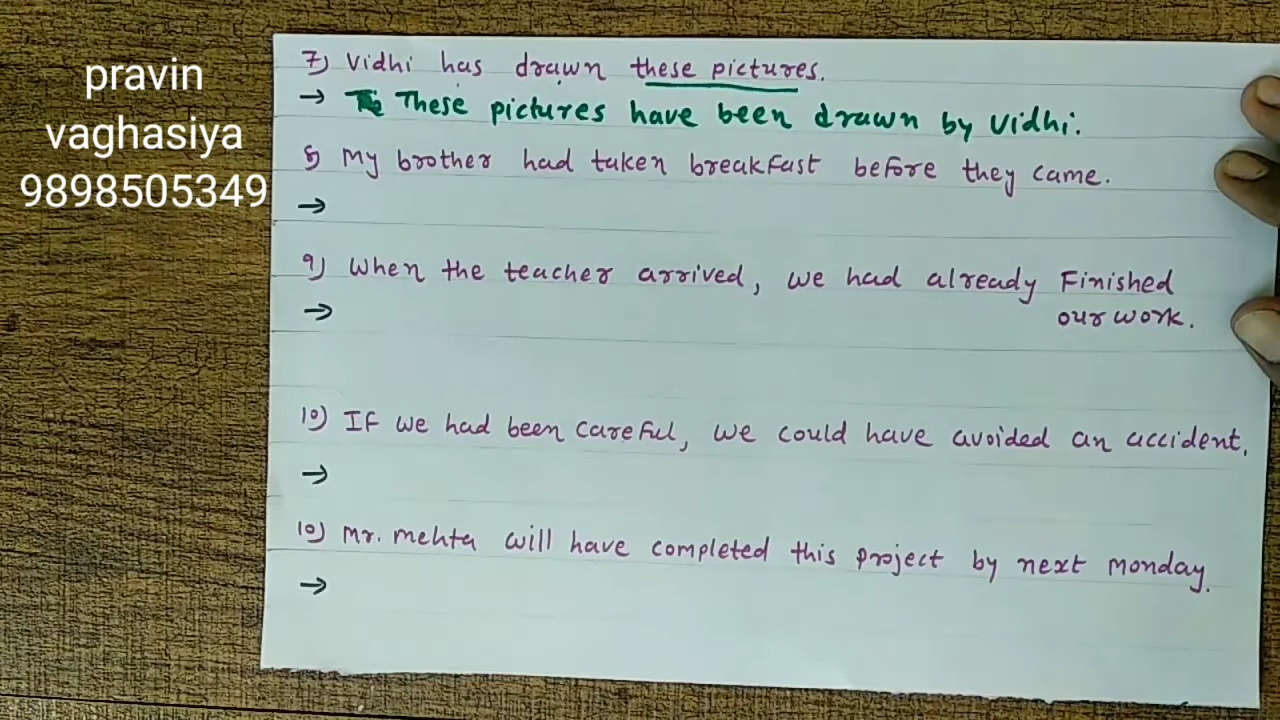 pravin
vaghasiya
9898505349
7) Vidhi has drawn these pictures.
→ These pictures have been drawn by Vidhi.
8) My brother had taken breakfast before they came.
→
9) When the teacher arrived, we had already Finished
our work.
→
10) IF we had been careful, we could have avoided an accident.
→
10) Mr. mehta will have completed this project by next monday.
→